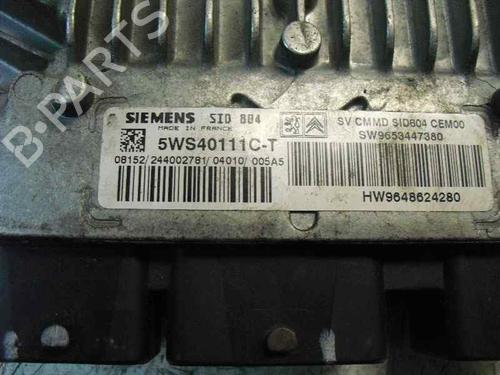 SIEMENS SID 804
MADE IN FRANCE
5WS40111C-T
08152/244002781/04010/005A5
SV CMMD SID804 CEM00
SW9653447380
HW9648624280
B-PARTS